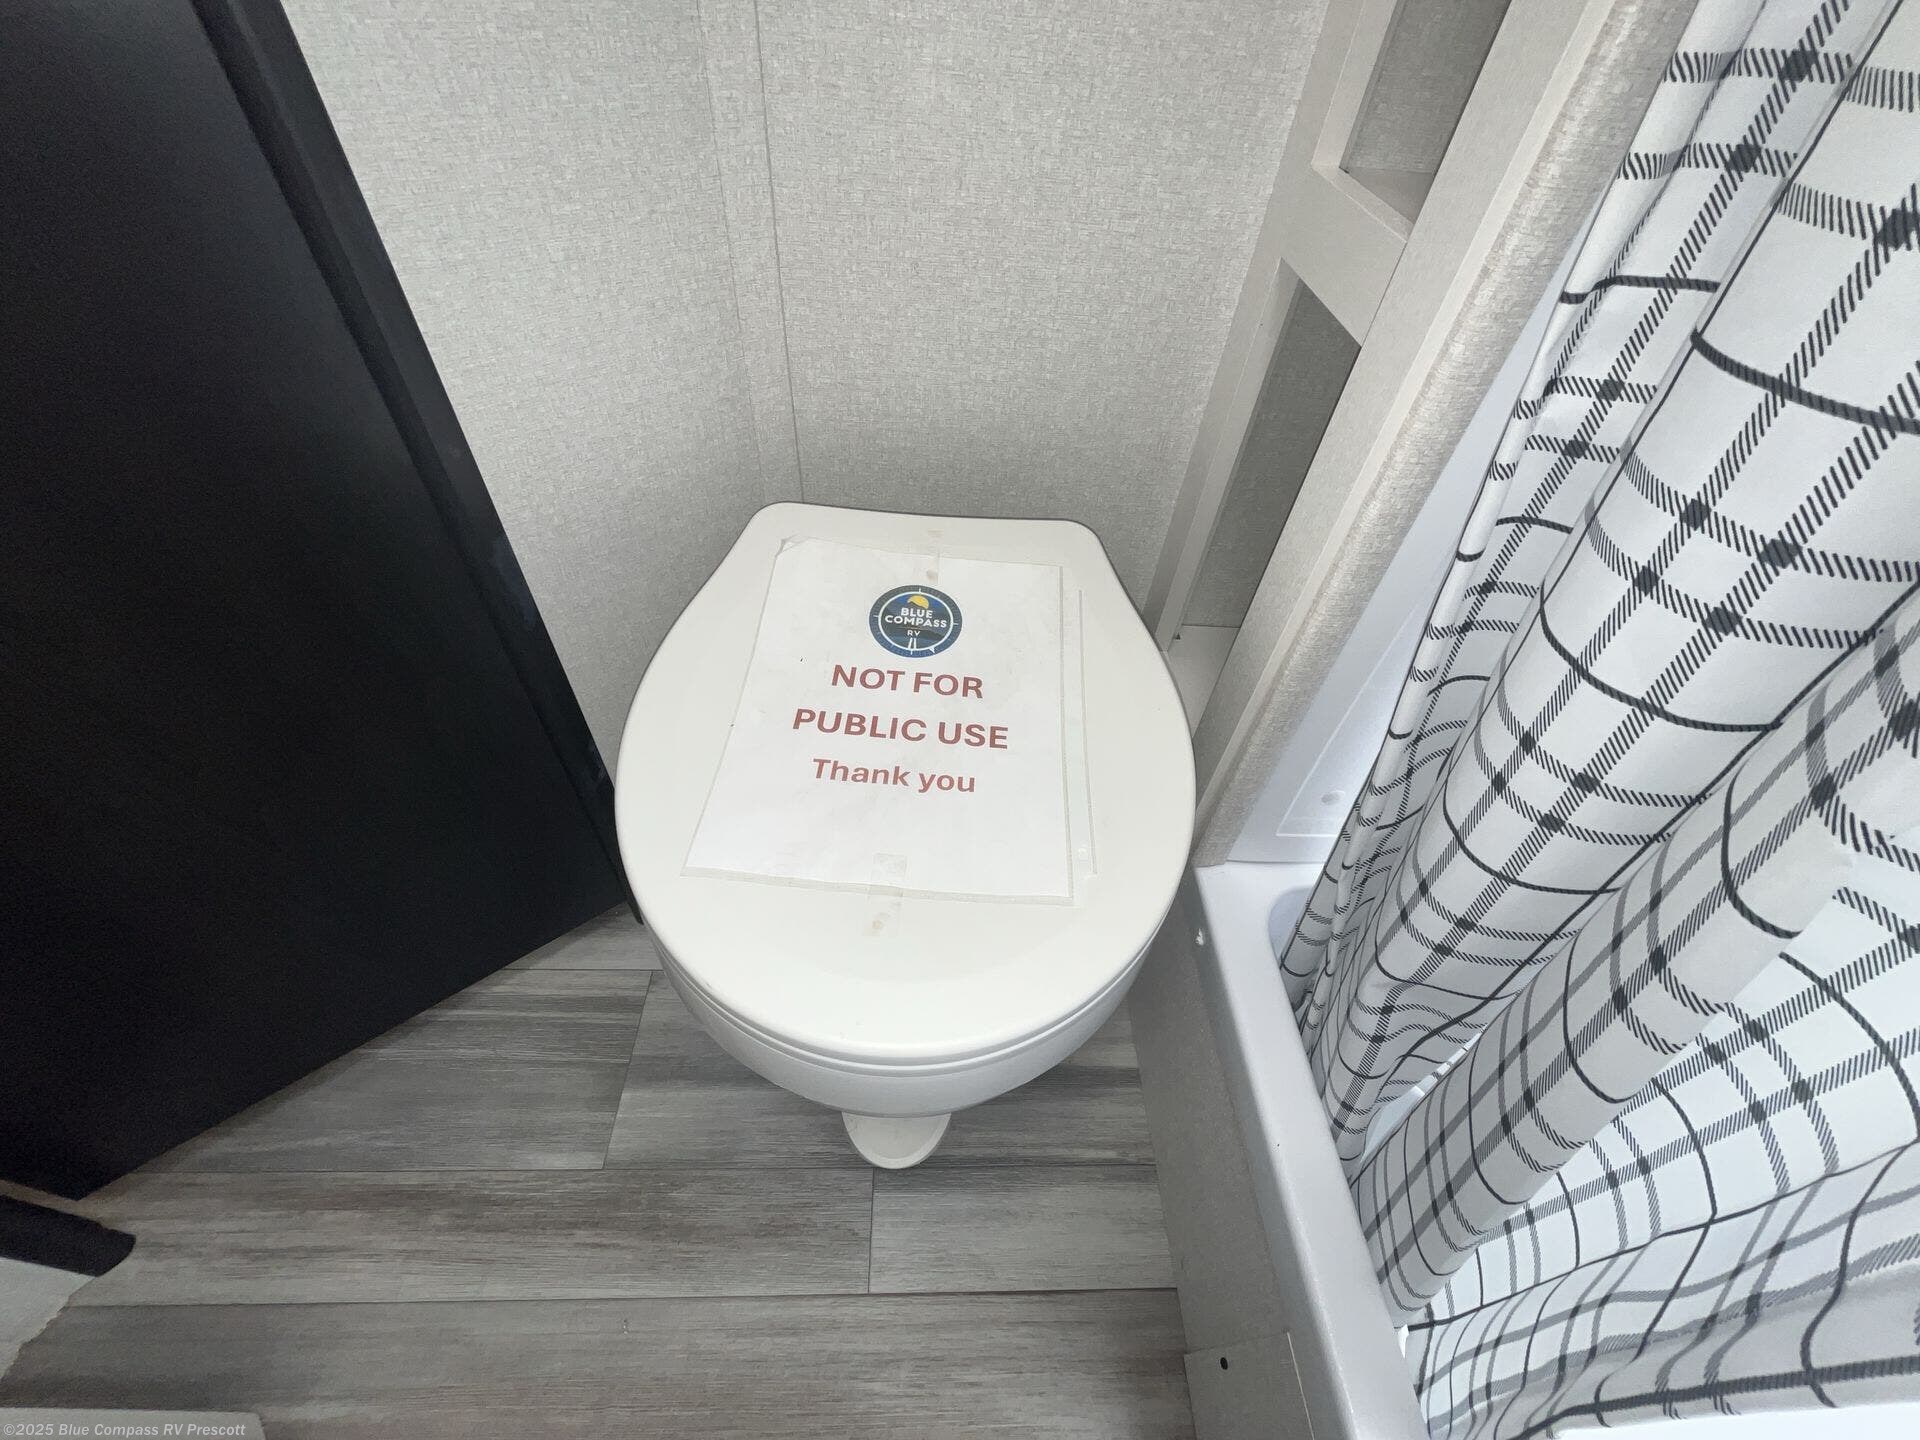 BLUE
COMPASS
RV
NOT FOR
PUBLIC USE
Thank you
©2025 Blue Compass RV Prescott